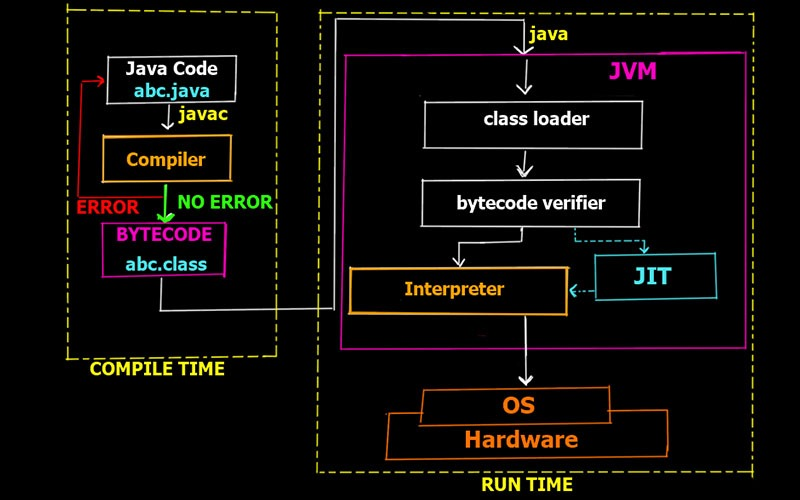 Java Code
abc.java
javac
Compiler
ERROR
NO ERROR
BYTECODE
abc.class
COMPILE TIME
java
JVM
class loader
bytecode verifier
Interpreter
JIT
OS
Hardware
RUN TIME